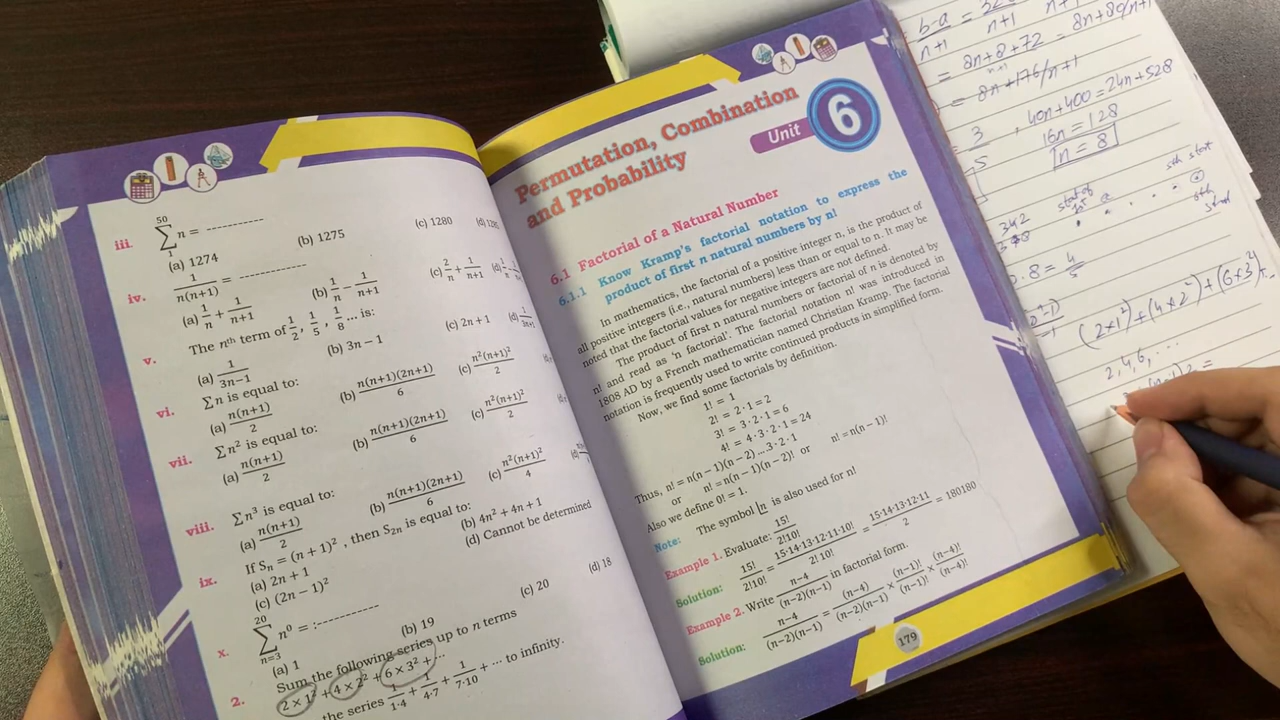 iii. 50 ∑ 1 n = ------------
(a) 1274 (b) 1275 (c) 1280
iv. 1/n(n+1) = ------------
(a) 1/n + 1/n+1 (b) 1/n - 1/n+1 (c) 2/n + 1/n+1
v. The nth term of 1/2, 1/5, 1/8 ... is:
(a) 1/3n-1 (b) 3n - 1 (c) 2n + 1 (d) 1/3n+1
vi. ∑n is equal to:
(a) n(n+1)/2 (b) n(n+1)(2n+1)/6 (c) n²(n+1)²/2
vii. ∑n² is equal to:
(a) n(n+1)/2 (b) n(n+1)(2n+1)/6 (c) n²(n+1)²/2
viii. ∑n³ is equal to:
(a) n(n+1)/2 (b) n(n+1)(2n+1)/6 (c) n²(n+1)²/4
ix. If Sn = (n + 1)², then S2n is equal to:
(a) 2n + 1 (b) 4n² + 4n + 1
(c) (2n - 1)² (d) Cannot be determined
x. 20 ∑ n=3 n⁰ = :------------
(a) 1 (b) 19 (c) 20 (d) 18
2. Sum the following series up to n terms
2 × 1² + 4 × 2² + 6 × 3² +
the series 1/1·4 + 1/4·7 + 1/7·10 + ··· to infinity.
Permutation, Combination
and Probability
Unit 6
6.1 Factorial of a Natural Number
6.1.1 Know Kramp's factorial notation to express the
product of first n natural numbers by n!
In mathematics, the factorial of a positive integer n, is the product of
all positive integers (i.e., natural numbers) less than or equal to n. It may be
noted that the factorial values for negative integers are not defined.
The product of first n natural numbers or factorial of n is denoted by
n! and read as 'n factorial'. The factorial notation n! was introduced in
1808 AD by a French mathematician named Christian Kramp. The factorial
notation is frequently used to write continued products in simplified form.
Now, we find some factorials by definition.
1! = 1
2! = 2·1 = 2
3! = 3·2·1 = 6
4! = 4·3·2·1 = 24
Thus, n! = n(n-1)(n-2)...3·2·1
or n! = n(n-1)(n-2)! or n! = n(n-1)!
Also we define 0! = 1.
Note: The symbol |n is also used for n!
Example 1. Evaluate: 15!/2!10!
Solution: 15!/2!10! = 15·14·13·12·11·10!/2! 10! = 15·14·13·12·11/2 = 180180
Example 2. Write n-4/(n-2)(n-1) in factorial form.
Solution: n-4/(n-2)(n-1) = (n-4)/(n-2)(n-1) × (n-1)!/(n-1)! × (n-4)!/(n-4)!
179
b-a/n+1 =
= 8n+8+72/n+1 = 8n+80/n+1
= 8n+176/n+1
40n+400 = 24n+528
16n = 128
n = 8
(2×1²)+(4×2²)+(6×3²)+
2,4,6,...